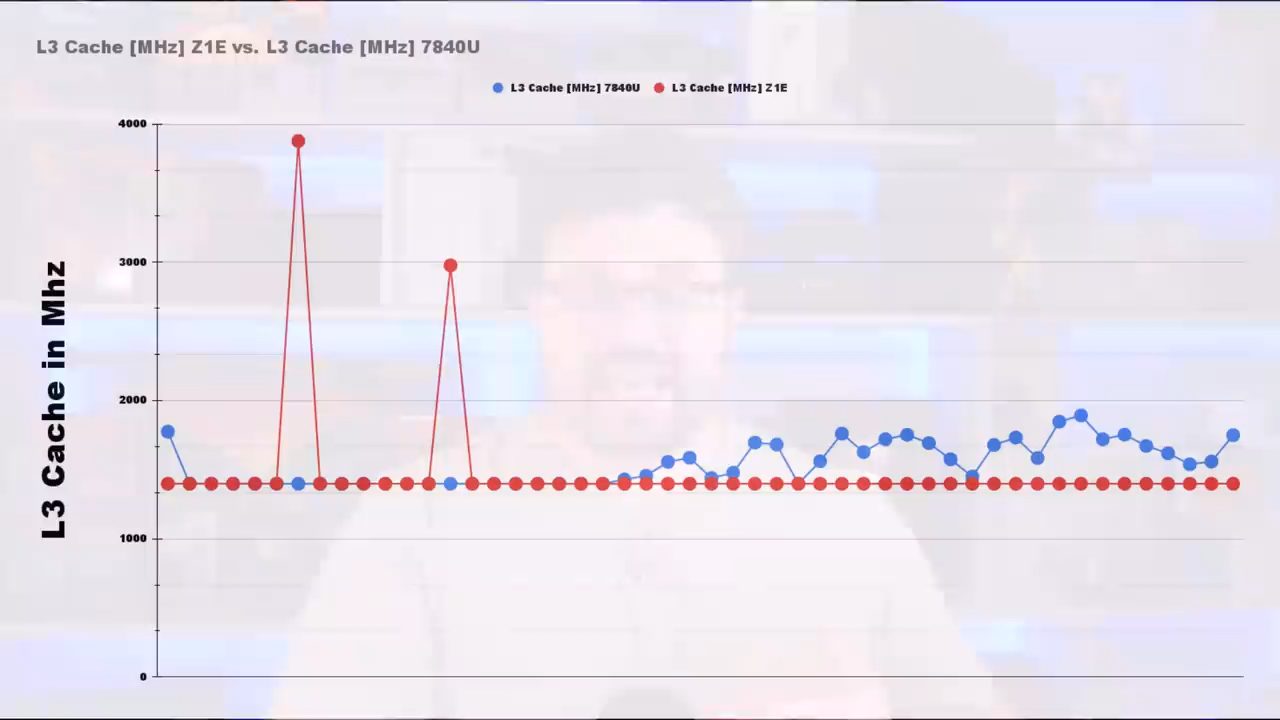 L3 Cache [MHz] Z1E vs. L3 Cache [MHz] 7840U
L3 Cache [MHz] 7840U
L3 Cache [MHz] Z1E
L3 Cache in Mhz
4000
3000
2000
1000
0